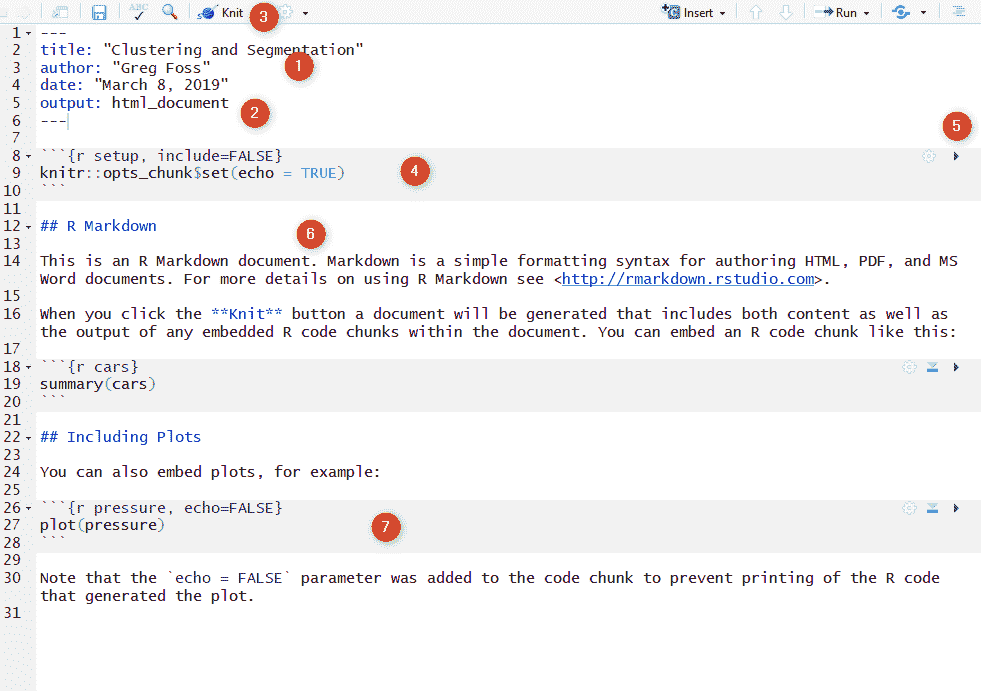 ABC Knit 3 Insert Run
1 ---
2 title: "Clustering and Segmentation"
3 author: "Greg Foss" 1
4 date: "March 8, 2019"
5 output: html_document 2
6 ---
7 5
8 ```{r setup, include=FALSE}
9 knitr::opts_chunk$set(echo = TRUE) 4
10 ```
11
12 ## R Markdown 6
13
14 This is an R Markdown document. Markdown is a simple formatting syntax for authoring HTML, PDF, and MS
Word documents. For more details on using R Markdown see <http://rmarkdown.rstudio.com>.
15
16 When you click the **Knit** button a document will be generated that includes both content as well as
the output of any embedded R code chunks within the document. You can embed an R code chunk like this:
17
18 ```{r cars}
19 summary(cars)
20 ```
21
22 ## Including Plots
23
24 You can also embed plots, for example:
25
26 ```{r pressure, echo=FALSE}
27 plot(pressure) 7
28 ```
29
30 Note that the `echo = FALSE` parameter was added to the code chunk to prevent printing of the R code
that generated the plot.
31